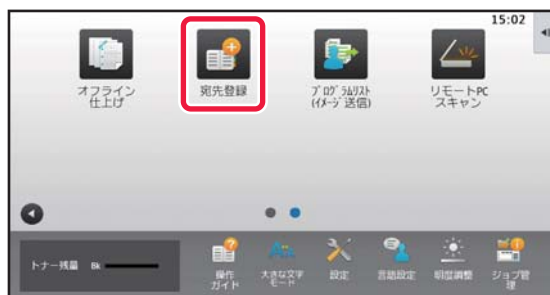 15:02
オフライン
仕上げ
宛先登録
プログラムリスト
(イメージ送信)
リモートPC
スキャン
トナー残量 Bk
操作
ガイド
大きな文字
モード
設定
言語設定
明度調整
ジョブ管
理